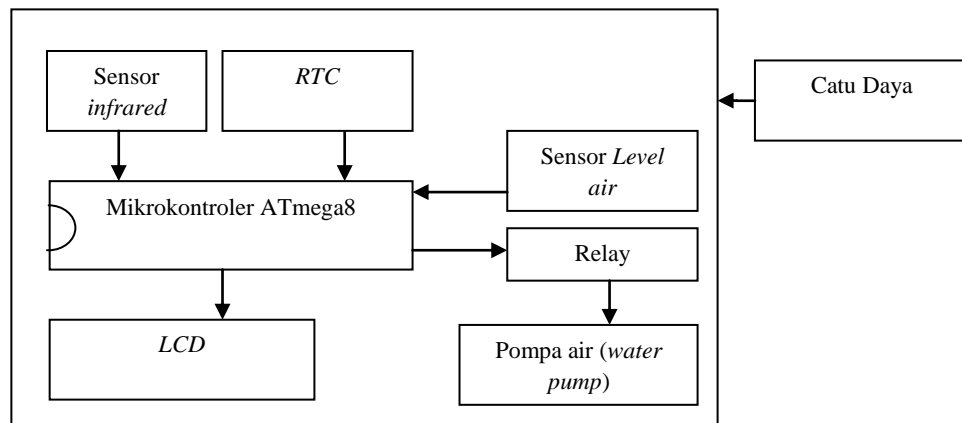 Sensor
infrared
RTC
Catu Daya
Sensor Level
air
Mikrokontroler ATmega8
Relay
LCD
Pompa air (water
pump)